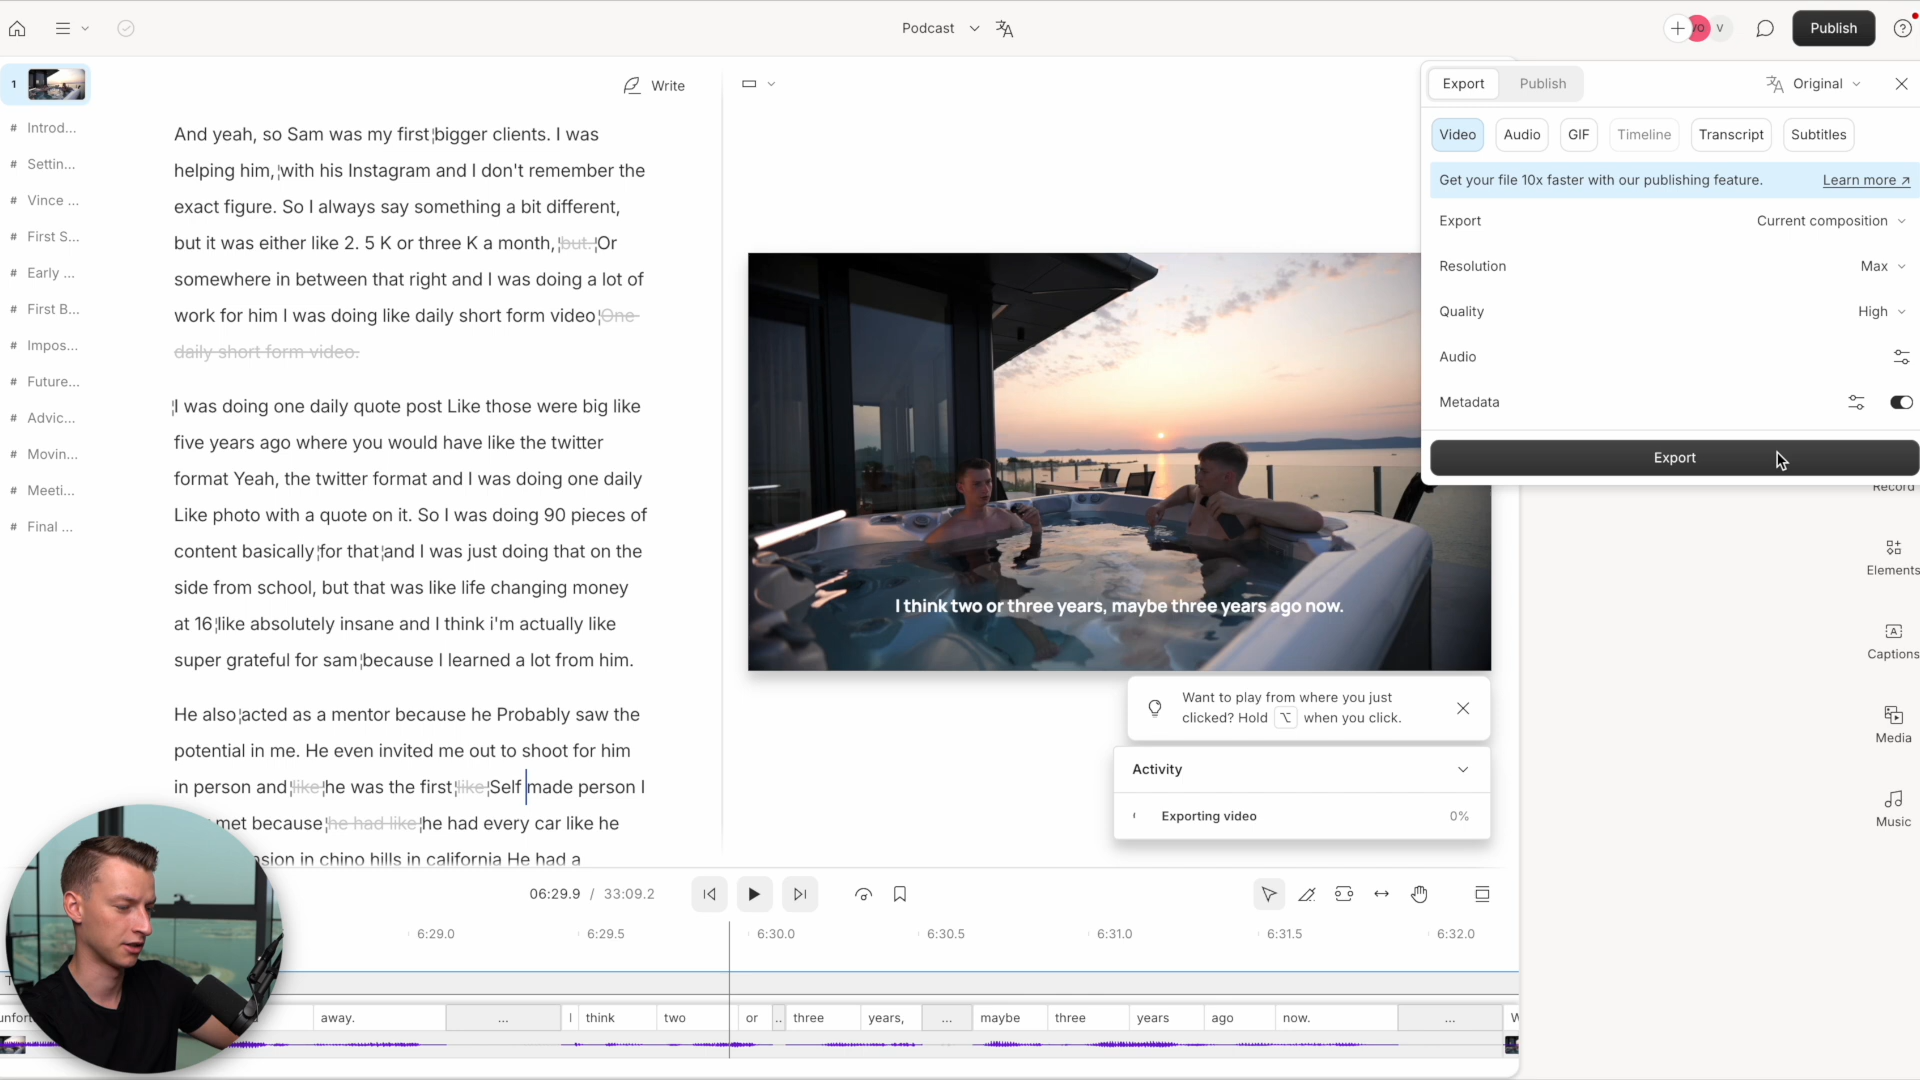 Podcast
V
Publish
1
# Introd...
# Settin...
# Vince ...
# First S...
# Early ...
# First B...
# Impos...
# Future...
# Advic...
# Movin...
# Meeti...
# Final ...
Write
And yeah, so Sam was my first bigger clients. I was
helping him, with his Instagram and I don't remember the
exact figure. So I always say something a bit different,
but it was either like 2. 5 K or three K a month, but. Or
somewhere in between that right and I was doing a lot of
work for him I was doing like daily short form video One
daily short form video.
I was doing one daily quote post Like those were big like
five years ago where you would have like the twitter
format Yeah, the twitter format and I was doing one daily
Like photo with a quote on it. So I was doing 90 pieces of
content basically for that and I was just doing that on the
side from school, but that was like life changing money
at 16 like absolutely insane and I think i'm actually like
super grateful for sam because I learned a lot from him.
He also acted as a mentor because he Probably saw the
potential in me. He even invited me out to shoot for him
in person and like he was the first like Self made person I
met because he had like he had every car like he
nsion in chino hills in california He had a
I think two or three years, maybe three years ago now.
Want to play from where you just
clicked? Hold ⌥ when you click.
Activity
Exporting video 0%
Export Publish Original
Video Audio GIF Timeline Transcript Subtitles
Get your file 10x faster with our publishing feature. Learn more ↗
Export Current composition
Resolution Max
Quality High
Audio
Metadata
Export
Record
Elements
Captions
Media
Music
06:29.9 / 33:09.2
6:29.0 6:29.5 6:30.0 6:30.5 6:31.0 6:31.5 6:32.0
unfort away. ... I think two or .. three years, ... maybe three years ago now. ... W